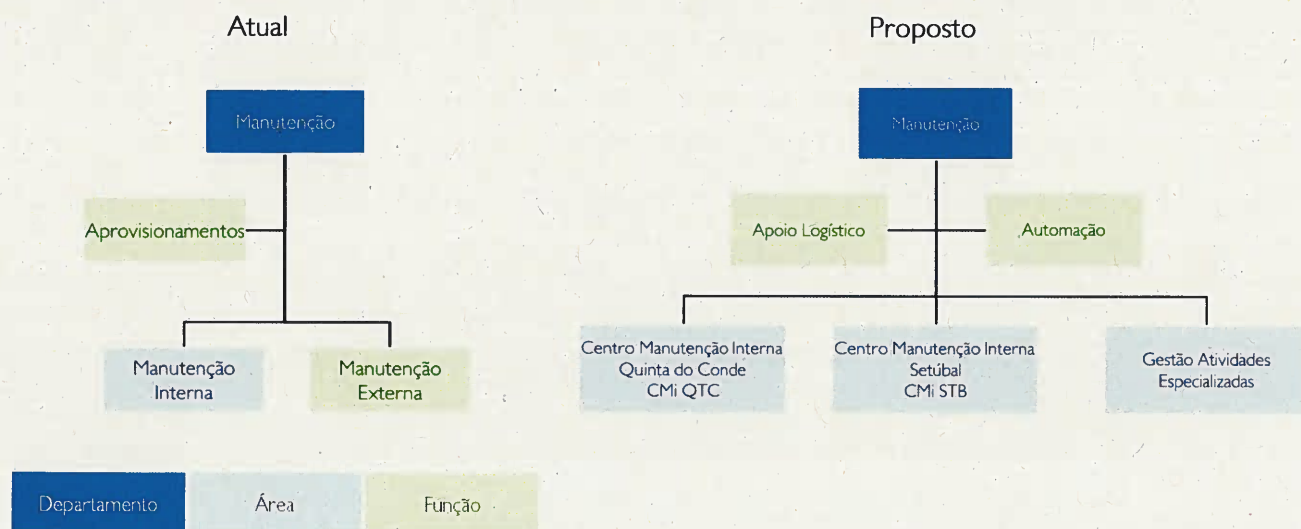 Atual
Manutenção
Aprovisionamentos
Manutenção
Interna
Manutenção
Externa
Proposto
Manutenção
Apoio Logístico
Automação
Centro Manutenção Interna
Quinta do Conde
CMi QTC
Centro Manutenção Interna
Setúbal
CMi STB
Gestão Atividades
Especializadas
Departamento
Área
Função